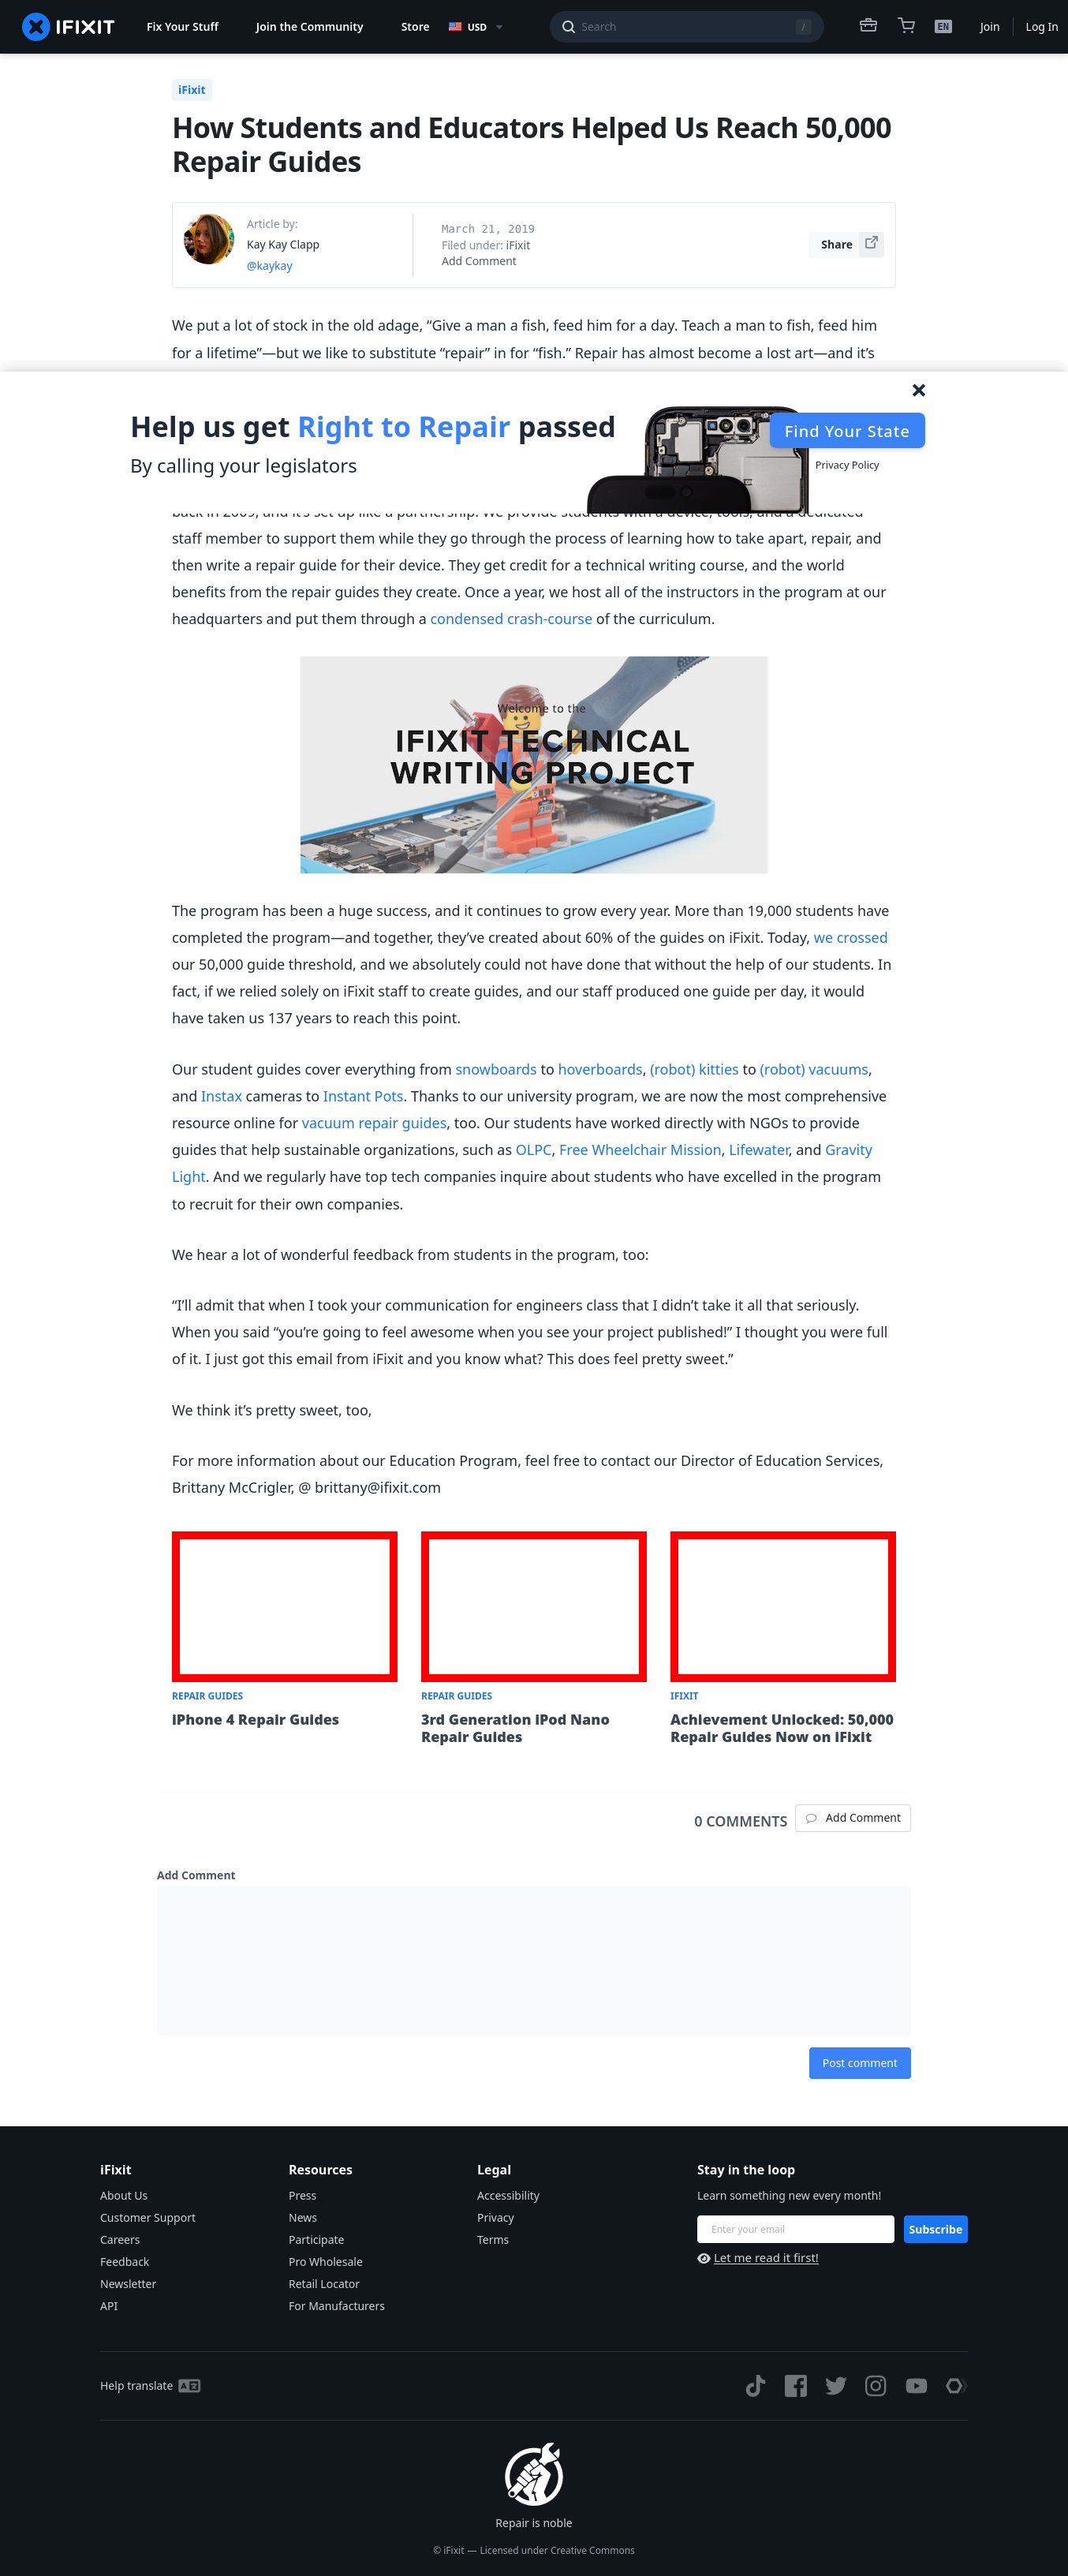 IFIXIT
Fix Your Stuff
Join the Community
Store
USD
Search
/
EN
Join
Log In
iFixit
How Students and Educators Helped Us Reach 50,000
Repair Guides
Article by:
Kay Kay Clapp
@kaykay
March 21, 2019
Filed under: iFixit
Add Comment
Share
We put a lot of stock in the old adage, “Give a man a fish, feed him for a day. Teach a man to fish, feed him
for a lifetime”—but we like to substitute “repair” in for “fish.” Repair has almost become a lost art—and it’s
Help us get Right to Repair passed
By calling your legislators
Find Your State
Privacy Policy
back in 2009, and it’s set up like a partnership. We provide students with a device, tools, and a dedicated
staff member to support them while they go through the process of learning how to take apart, repair, and
then write a repair guide for their device. They get credit for a technical writing course, and the world
benefits from the repair guides they create. Once a year, we host all of the instructors in the program at our
headquarters and put them through a condensed crash-course of the curriculum.
Welcome to the
IFIXIT TECHNICAL
WRITING PROJECT
The program has been a huge success, and it continues to grow every year. More than 19,000 students have
completed the program—and together, they’ve created about 60% of the guides on iFixit. Today, we crossed
our 50,000 guide threshold, and we absolutely could not have done that without the help of our students. In
fact, if we relied solely on iFixit staff to create guides, and our staff produced one guide per day, it would
have taken us 137 years to reach this point.
Our student guides cover everything from snowboards to hoverboards, (robot) kitties to (robot) vacuums,
and Instax cameras to Instant Pots. Thanks to our university program, we are now the most comprehensive
resource online for vacuum repair guides, too. Our students have worked directly with NGOs to provide
guides that help sustainable organizations, such as OLPC, Free Wheelchair Mission, Lifewater, and Gravity
Light. And we regularly have top tech companies inquire about students who have excelled in the program
to recruit for their own companies.
We hear a lot of wonderful feedback from students in the program, too:
“I’ll admit that when I took your communication for engineers class that I didn’t take it all that seriously.
When you said “you’re going to feel awesome when you see your project published!” I thought you were full
of it. I just got this email from iFixit and you know what? This does feel pretty sweet.”
We think it’s pretty sweet, too,
For more information about our Education Program, feel free to contact our Director of Education Services,
Brittany McCrigler, @ brittany@ifixit.com
REPAIR GUIDES
iPhone 4 Repair Guides
REPAIR GUIDES
3rd Generation iPod Nano
Repair Guides
IFIXIT
Achievement Unlocked: 50,000
Repair Guides Now on iFixit
0 COMMENTS
Add Comment
Add Comment
Post comment
iFixit
About Us
Customer Support
Careers
Feedback
Newsletter
API
Resources
Press
News
Participate
Pro Wholesale
Retail Locator
For Manufacturers
Legal
Accessibility
Privacy
Terms
Stay in the loop
Learn something new every month!
Enter your email
Subscribe
Let me read it first!
Help translate
Repair is noble
© iFixit — Licensed under Creative Commons